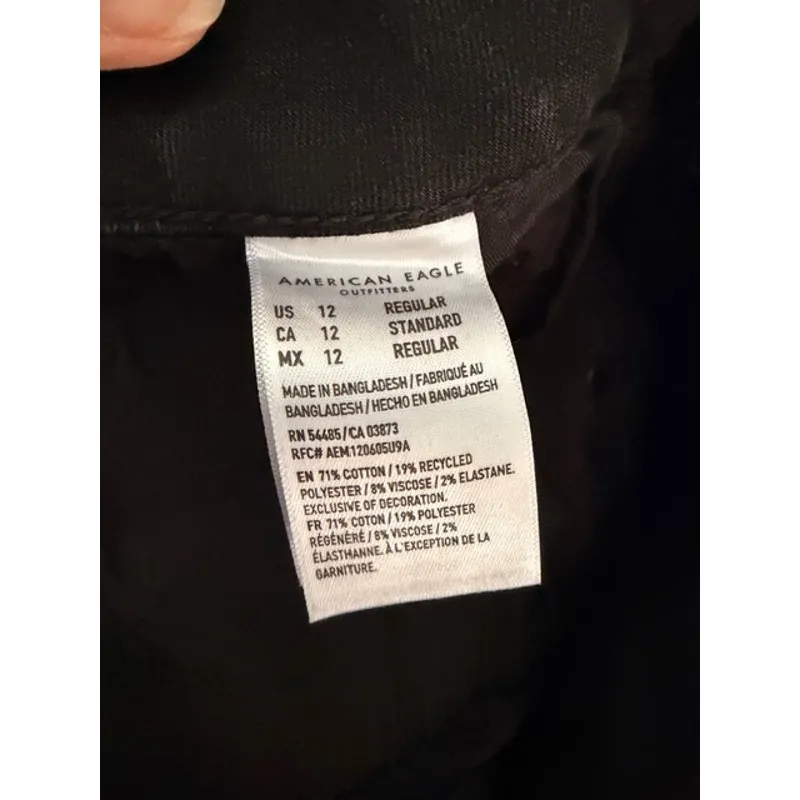 AMERICAN EAGLE
OUTFITTERS
US 12 REGULAR
CA 12 STANDARD
MX 12 REGULAR
MADE IN BANGLADESH / FABRIQUÉ AU
BANGLADESH / HECHO EN BANGLADESH
RN 54485 / CA 03873
RFC# AEM120605U9A
EN 71% COTTON / 19% RECYCLED
POLYESTER / 8% VISCOSE / 2% ELASTANE.
EXCLUSIVE OF DECORATION.
FR 71% COTON / 19% POLYESTER
RÉGÉNÉRÉ / 8% VISCOSE / 2%
ÉLASTHANNE. À L'EXCEPTION DE LA
GARNITURE.